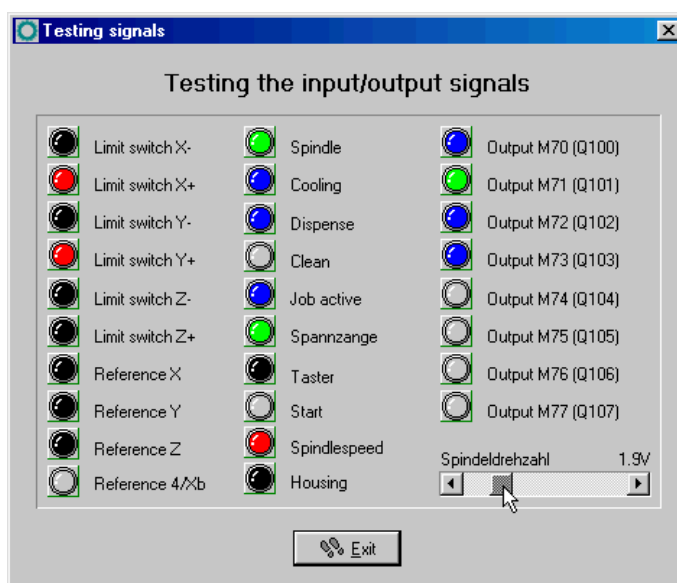 Testing signals
Testing the input/output signals
Limit switch X-
Limit switch X+
Limit switch Y-
Limit switch Y+
Limit switch Z-
Limit switch Z+
Reference X
Reference Y
Reference Z
Reference 4/Xb
Spindle
Cooling
Dispense
Clean
Job active
Spannzange
Taster
Start
Spindlespeed
Housing
Output M70 (Q100)
Output M71 (Q101)
Output M72 (Q102)
Output M73 (Q103)
Output M74 (Q104)
Output M75 (Q105)
Output M76 (Q106)
Output M77 (Q107)
Spindeldrehzahl 1.9V
Exit